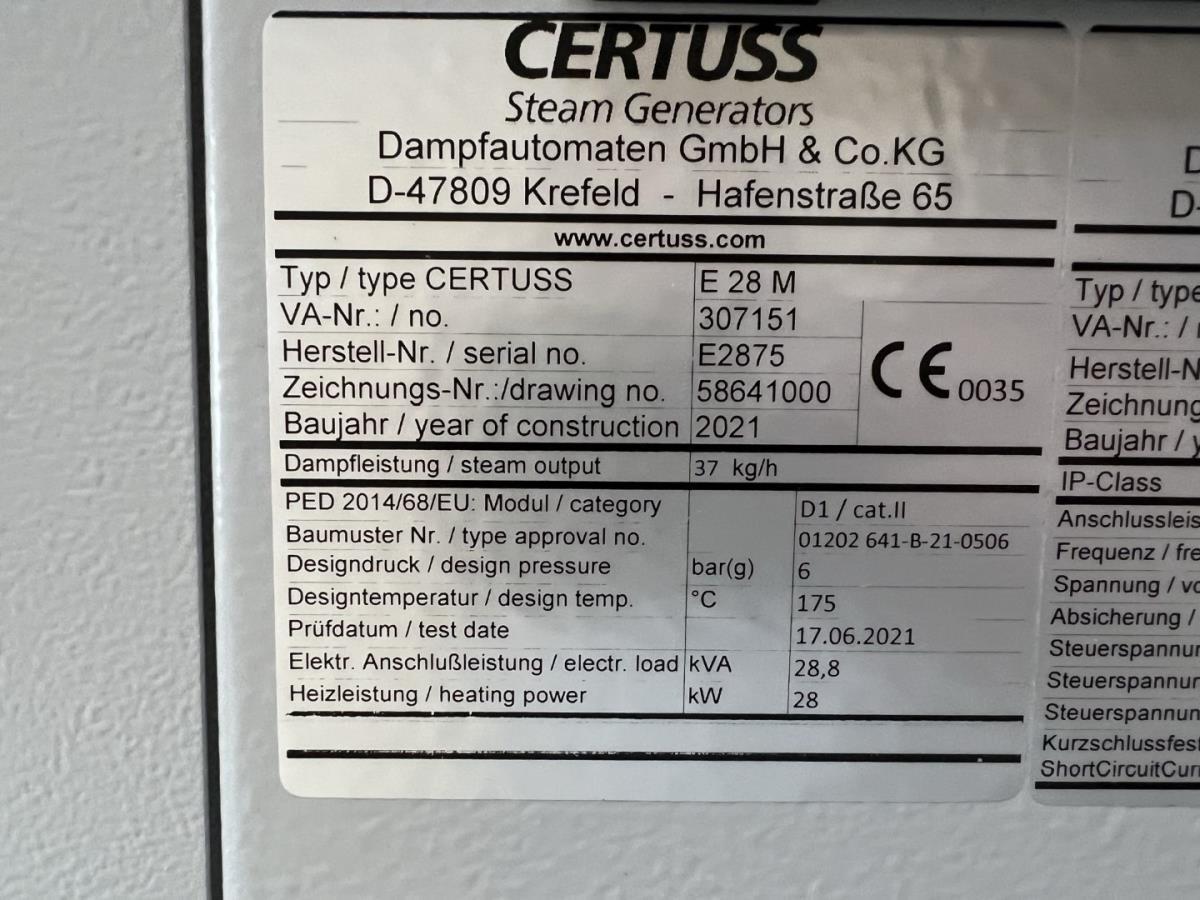 CERTUSS
Steam Generators
Dampfautomaten GmbH & Co.KG
D-47809 Krefeld - Hafenstraße 65
www.certuss.com
Typ / type CERTUSS E 28 M
VA-Nr.: / no. 307151
Herstell-Nr. / serial no. E2875
Zeichnungs-Nr.:/drawing no. 58641000
Baujahr / year of construction 2021
CE 0035
Dampfleistung / steam output 37 kg/h
PED 2014/68/EU: Modul / category D1 / cat.II
Baumuster Nr. / type approval no. 01202 641-B-21-0506
Designdruck / design pressure bar(g) 6
Designtemperatur / design temp. °C 175
Prüfdatum / test date 17.06.2021
Elektr. Anschlußleistung / electr. load kVA 28,8
Heizleistung / heating power kW 28
D
D-
Typ / type
VA-Nr.: /
Herstell-N
Zeichnung
Baujahr / y
IP-Class
Anschlussleis
Frequenz / fre
Spannung / vo
Absicherung /
Steuerspannun
Steuerspannun
Steuerspannun
Kurzschlussfest
ShortCircuitCurr